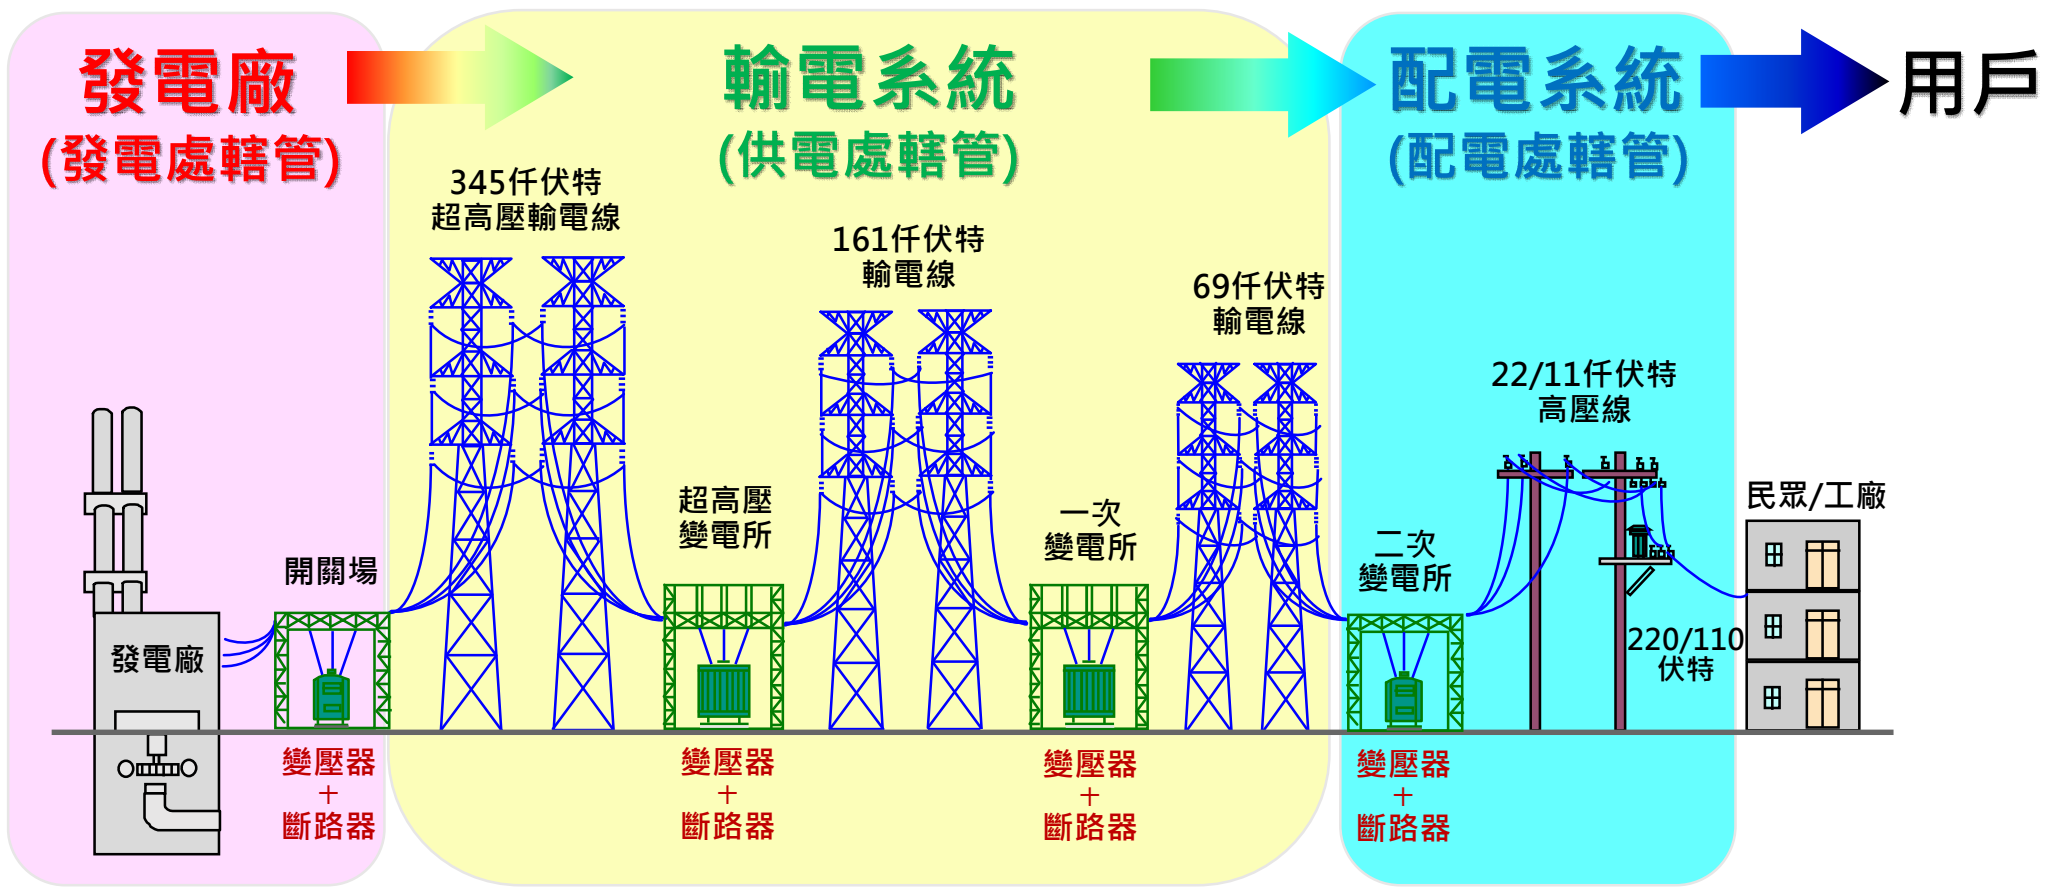 發電廠
(發電處轄管)
輸電系統
(供電處轄管)
配電系統
(配電處轄管)
用戶
345仟伏特
超高壓輸電線
161仟伏特
輸電線
69仟伏特
輸電線
22/11仟伏特
高壓線
發電廠
開關場
超高壓
變電所
一次
變電所
二次
變電所
220/110
伏特
民眾/工廠
變壓器
+
斷路器
變壓器
+
斷路器
變壓器
+
斷路器
變壓器
+
斷路器